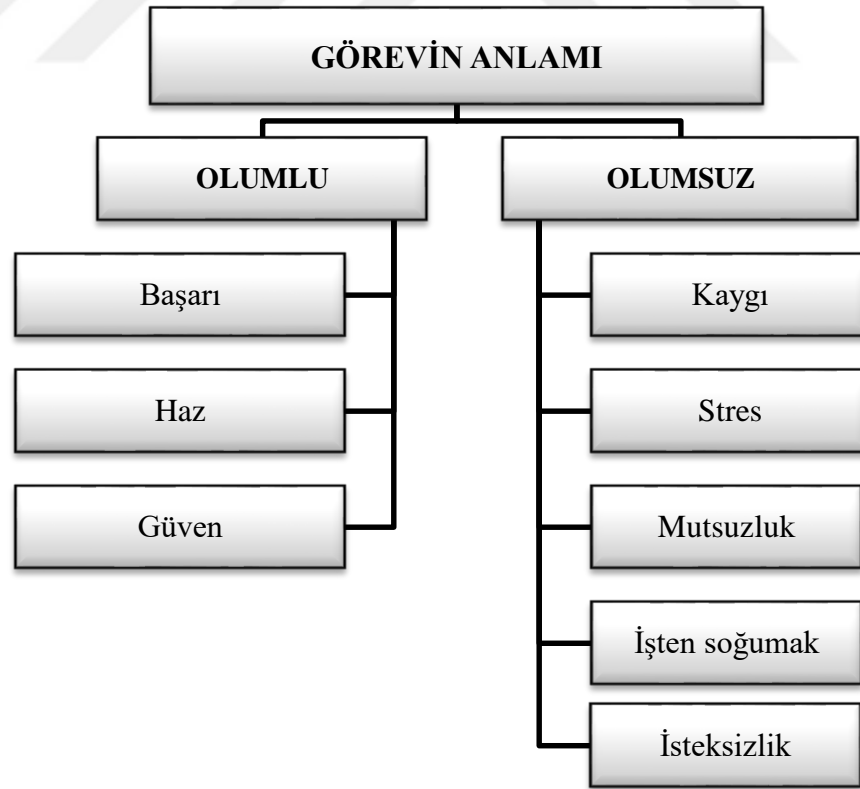 GÖREVİN ANLAMI
OLUMLU
Başarı
Haz
Güven
OLUMSUZ
Kaygı
Stres
Mutsuzluk
İşten soğumak
İsteksizlik